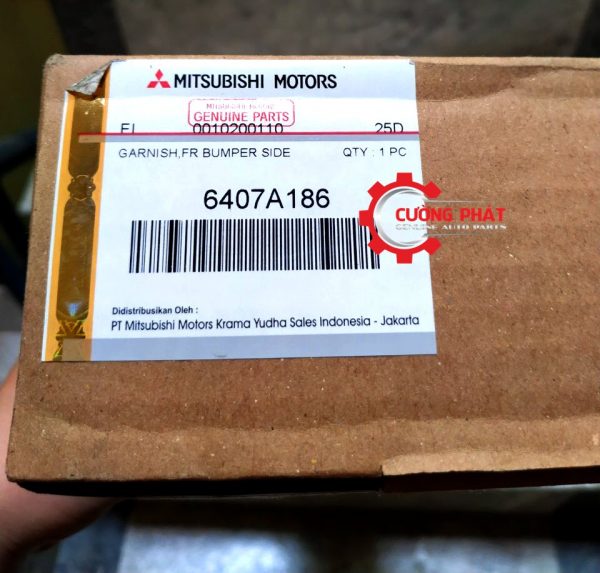 MITSUBISHI MOTORS
GENUINE PARTS
0010200110 25D
GARNISH,FR BUMPER SIDE QTY : 1 PC
6407A186
CƯỜNG PHÁT
GENUINE AUTO PARTS
Didistribusikan Oleh :
PT Mitsubishi Motors Krama Yudha Sales Indonesia - Jakarta